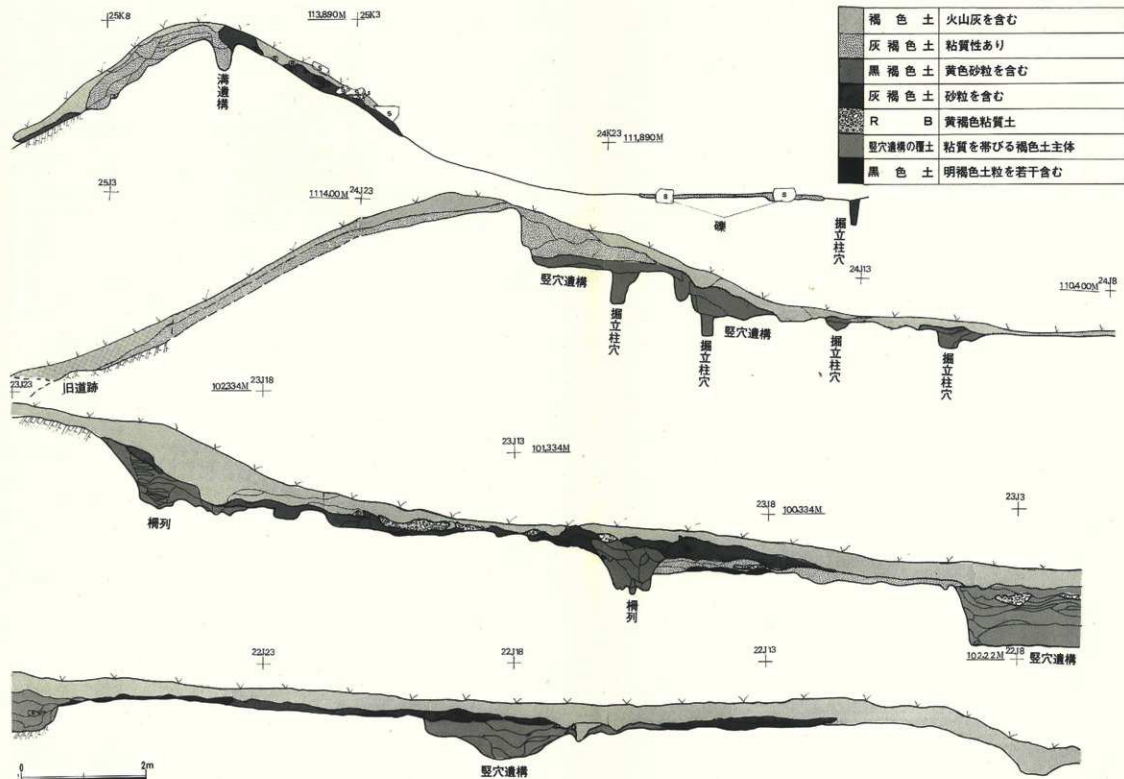 25K8
113,890M 25K3
溝遺構
S
S
褐色土 火山灰を含む
灰褐色土 粘質性あり
黒褐色土 黄色砂粒を含む
灰褐色土 砂粒を含む
R B 黄褐色粘質土
竪穴遺構の覆土 粘質を帯びる褐色土主体
黒色土 明褐色土粒を若干含む
24K23 111,890M
S
S
礫
掘立柱穴
25J3
111400M 24J23
竪穴遺構
掘立柱穴
掘立柱穴
竪穴遺構
24J13
掘立柱穴
掘立柱穴
110,400M 24J8
23J23
旧道跡
102,334M 23J18
柵列
23J13 101,334M
柵列
23J8
100,334M
23J3
竪穴遺構
22J23
22J18
22J13
102.22M 22J8
竪穴遺構
0 2m